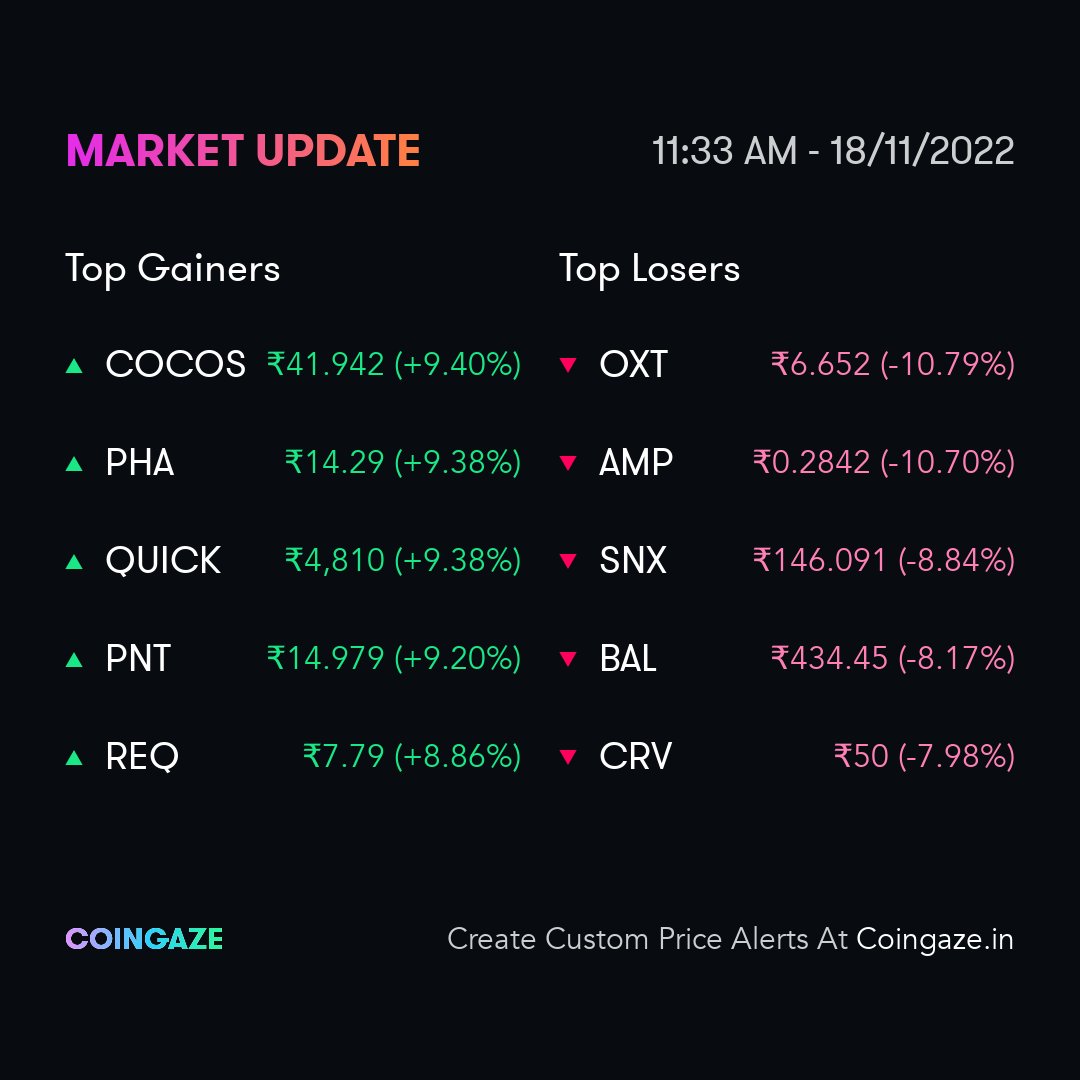 MARKET UPDATE
11:33 AM - 18/11/2022
Top Gainers
COCOS ₹41.942 (+9.40%)
PHA ₹14.29 (+9.38%)
QUICK ₹4,810 (+9.38%)
PNT ₹14.979 (+9.20%)
REQ ₹7.79 (+8.86%)
Top Losers
OXT ₹6.652 (-10.79%)
AMP ₹0.2842 (-10.70%)
SNX ₹146.091 (-8.84%)
BAL ₹434.45 (-8.17%)
CRV ₹50 (-7.98%)
COINGAZE
Create Custom Price Alerts At Coingaze.in